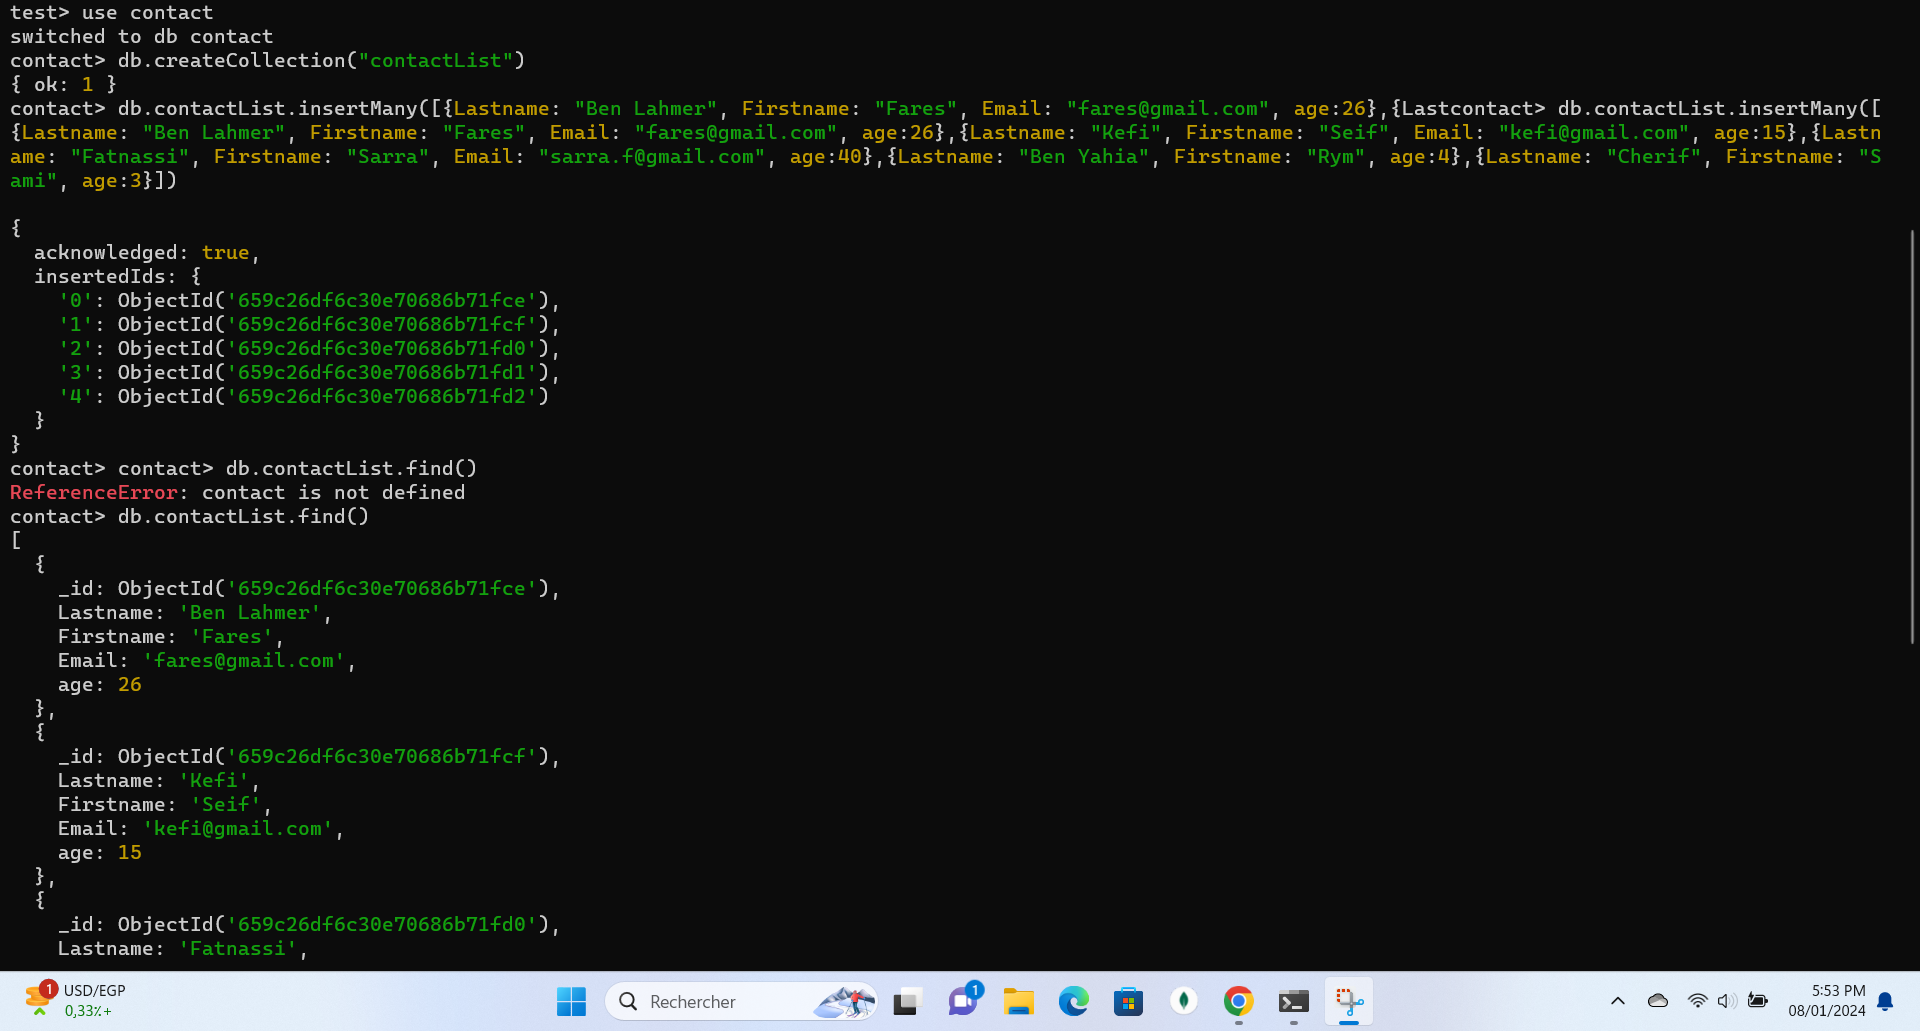 test> use contact
switched to db contact
contact> db.createCollection("contactList")
{ ok: 1 }
contact> db.contactList.insertMany([{Lastname: "Ben Lahmer", Firstname: "Fares", Email: "fares@gmail.com", age:26},{Lastcontact> db.contactList.insertMany([
{Lastname: "Ben Lahmer", Firstname: "Fares", Email: "fares@gmail.com", age:26},{Lastname: "Kefi", Firstname: "Seif", Email: "kefi@gmail.com", age:15},{Lastn
ame: "Fatnassi", Firstname: "Sarra", Email: "sarra.f@gmail.com", age:40},{Lastname: "Ben Yahia", Firstname: "Rym", age:4},{Lastname: "Cherif", Firstname: "S
ami", age:3}])
{
  acknowledged: true,
  insertedIds: {
    '0': ObjectId('659c26df6c30e70686b71fce'),
    '1': ObjectId('659c26df6c30e70686b71fcf'),
    '2': ObjectId('659c26df6c30e70686b71fd0'),
    '3': ObjectId('659c26df6c30e70686b71fd1'),
    '4': ObjectId('659c26df6c30e70686b71fd2')
  }
}
contact> contact> db.contactList.find()
ReferenceError: contact is not defined
contact> db.contactList.find()
[
  {
    _id: ObjectId('659c26df6c30e70686b71fce'),
    Lastname: 'Ben Lahmer',
    Firstname: 'Fares',
    Email: 'fares@gmail.com',
    age: 26
  },
  {
    _id: ObjectId('659c26df6c30e70686b71fcf'),
    Lastname: 'Kefi',
    Firstname: 'Seif',
    Email: 'kefi@gmail.com',
    age: 15
  },
  {
    _id: ObjectId('659c26df6c30e70686b71fd0'),
    Lastname: 'Fatnassi',
1
USD/EGP
0,33%+
Rechercher
1
5:53 PM
08/01/2024